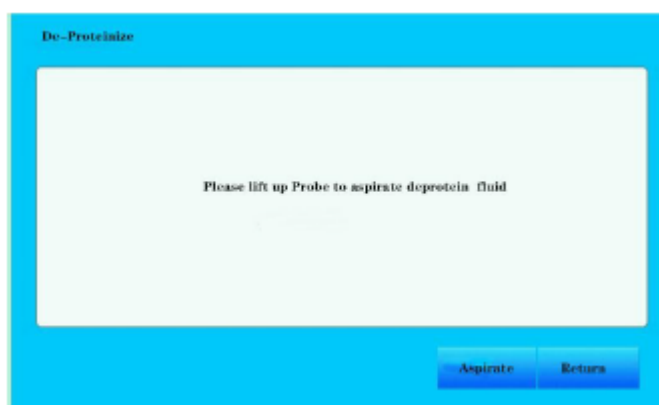 De-Proteinize
Please lift up Probe to aspirate deprotein fluid
Aspirate Return